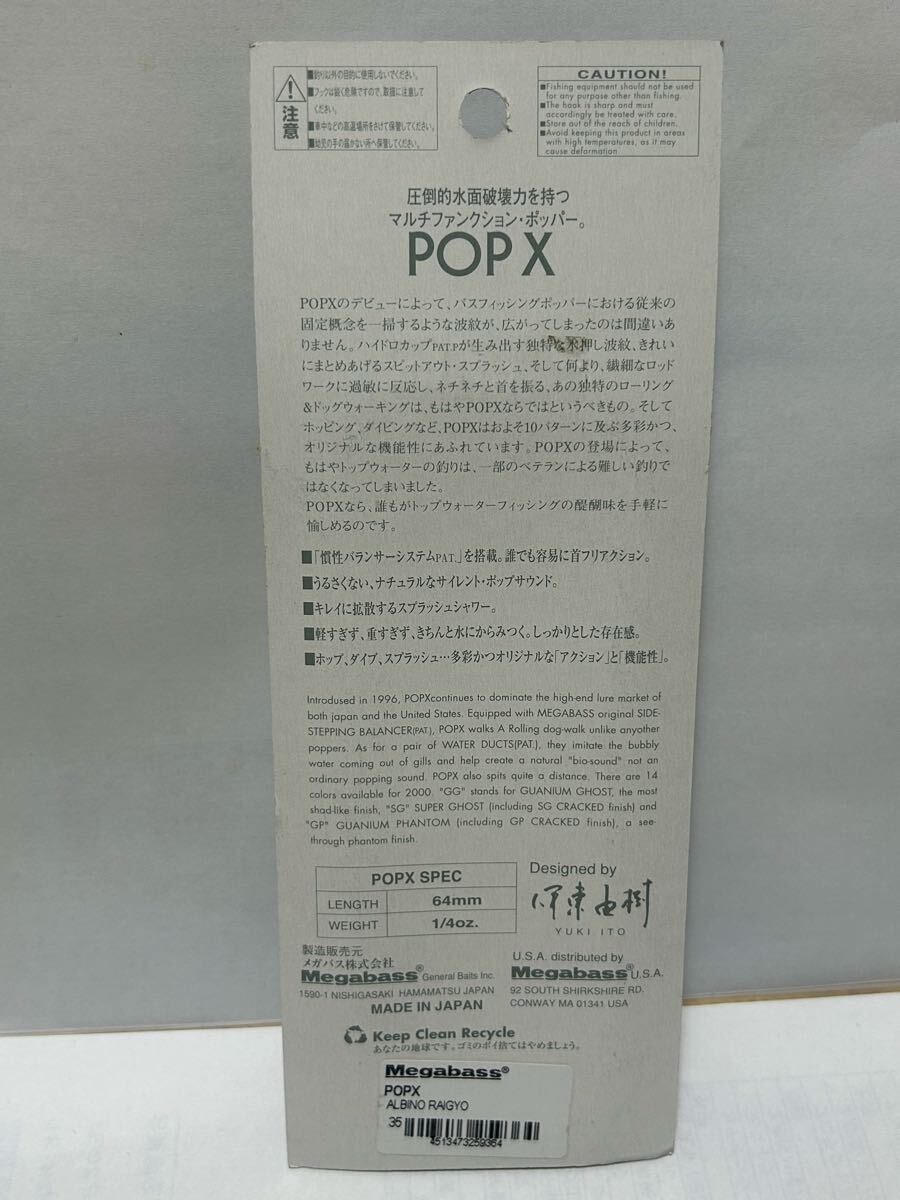 注意
■釣り以外の目的に使用しないでください。
■フックは鋭く危険ですので、取扱に注意して
ください。
■車中などの高温場所をさけて保管してください。
■幼児の手の届かない所へ保管してください。
CAUTION!
■Fishing equipment should not be used
for any purpose other than fishing.
■The hook is sharp and must
accordingly be treated with care.
■Store out of the reach of children.
■Avoid keeping this product in areas
with high temperatures, as it may
cause deformation.
圧倒的水面破壊力を持つ
マルチファンクション・ポッパー。
POP X
POPXのデビューによって、バスフィッシングポッパーにおける従来の
固定概念を一掃するような波紋が、広がってしまったのは間違いあ
りません。ハイドロカップPAT.Pが生み出す独特な水押し波紋、きれい
にまとめあげるスピットアウト・スプラッシュ、そして何より、繊細なロッド
ワークに過敏に反応し、ネチネチと首を振る、あの独特のローリング
&ドッグウォーキングは、もはやPOPXならではというべきもの。そして
ホッピング、ダイビングなど、POPXはおよそ10パターンに及ぶ多彩かつ、
オリジナルな機能性にあふれています。POPXの登場によって、
もはやトップウォーターの釣りは、一部のベテランによる難しい釣りで
はなくなってしまいました。
POPXなら、誰もがトップウォーターフィッシングの醍醐味を手軽に
愉しめるのです。
■「慣性バランサーシステムPAT.」を搭載。誰でも容易に首フリアクション。
■うるさくない、ナチュラルなサイレント・ポップサウンド。
■キレイに拡散するスプラッシュシャワー。
■軽すぎず、重すぎず、きちんと水にからみつく。しっかりとした存在感。
■ホップ、ダイブ、スプラッシュ…多彩かつオリジナルな「アクション」と「機能性」。
Introdused in 1996, POPXcontinues to dominate the high-end lure market of
both japan and the United States. Equipped with MEGABASS original SIDE-
STEPPING BALANCER(PAT.), POPX walks A Rolling dog-walk unlike anyother
poppers. As for a pair of WATER DUCTS(PAT.), they imitate the bubbly
water coming out of gills and help create a natural "bio-sound" not an
ordinary popping sound. POPX also spits quite a distance. There are 14
colors available for 2000. "GG" stands for GUANIUM GHOST, the most
shad-like finish, "SG" SUPER GHOST (including SG CRACKED finish) and
"GP" GUANIUM PHANTOM (including GP CRACKED finish), a see-
through phantom finish.
POPX SPEC
LENGTH 64mm
WEIGHT 1/4oz.
Designed by
伊東由樹
YUKI ITO
製造販売元
メガバス株式会社
Megabass® General Baits Inc.
1590-1 NISHIGASAKI HAMAMATSU JAPAN
MADE IN JAPAN
U.S.A. distributed by
Megabass® U.S.A.
92 SOUTH SHIRKSHIRE RD.
CONWAY MA 01341 USA
Keep Clean Recycle
あなたの地球です。ゴミのポイ捨てはやめましょう。
Megabass®
POPX
ALBINO RAIGYO
35
4513473259364